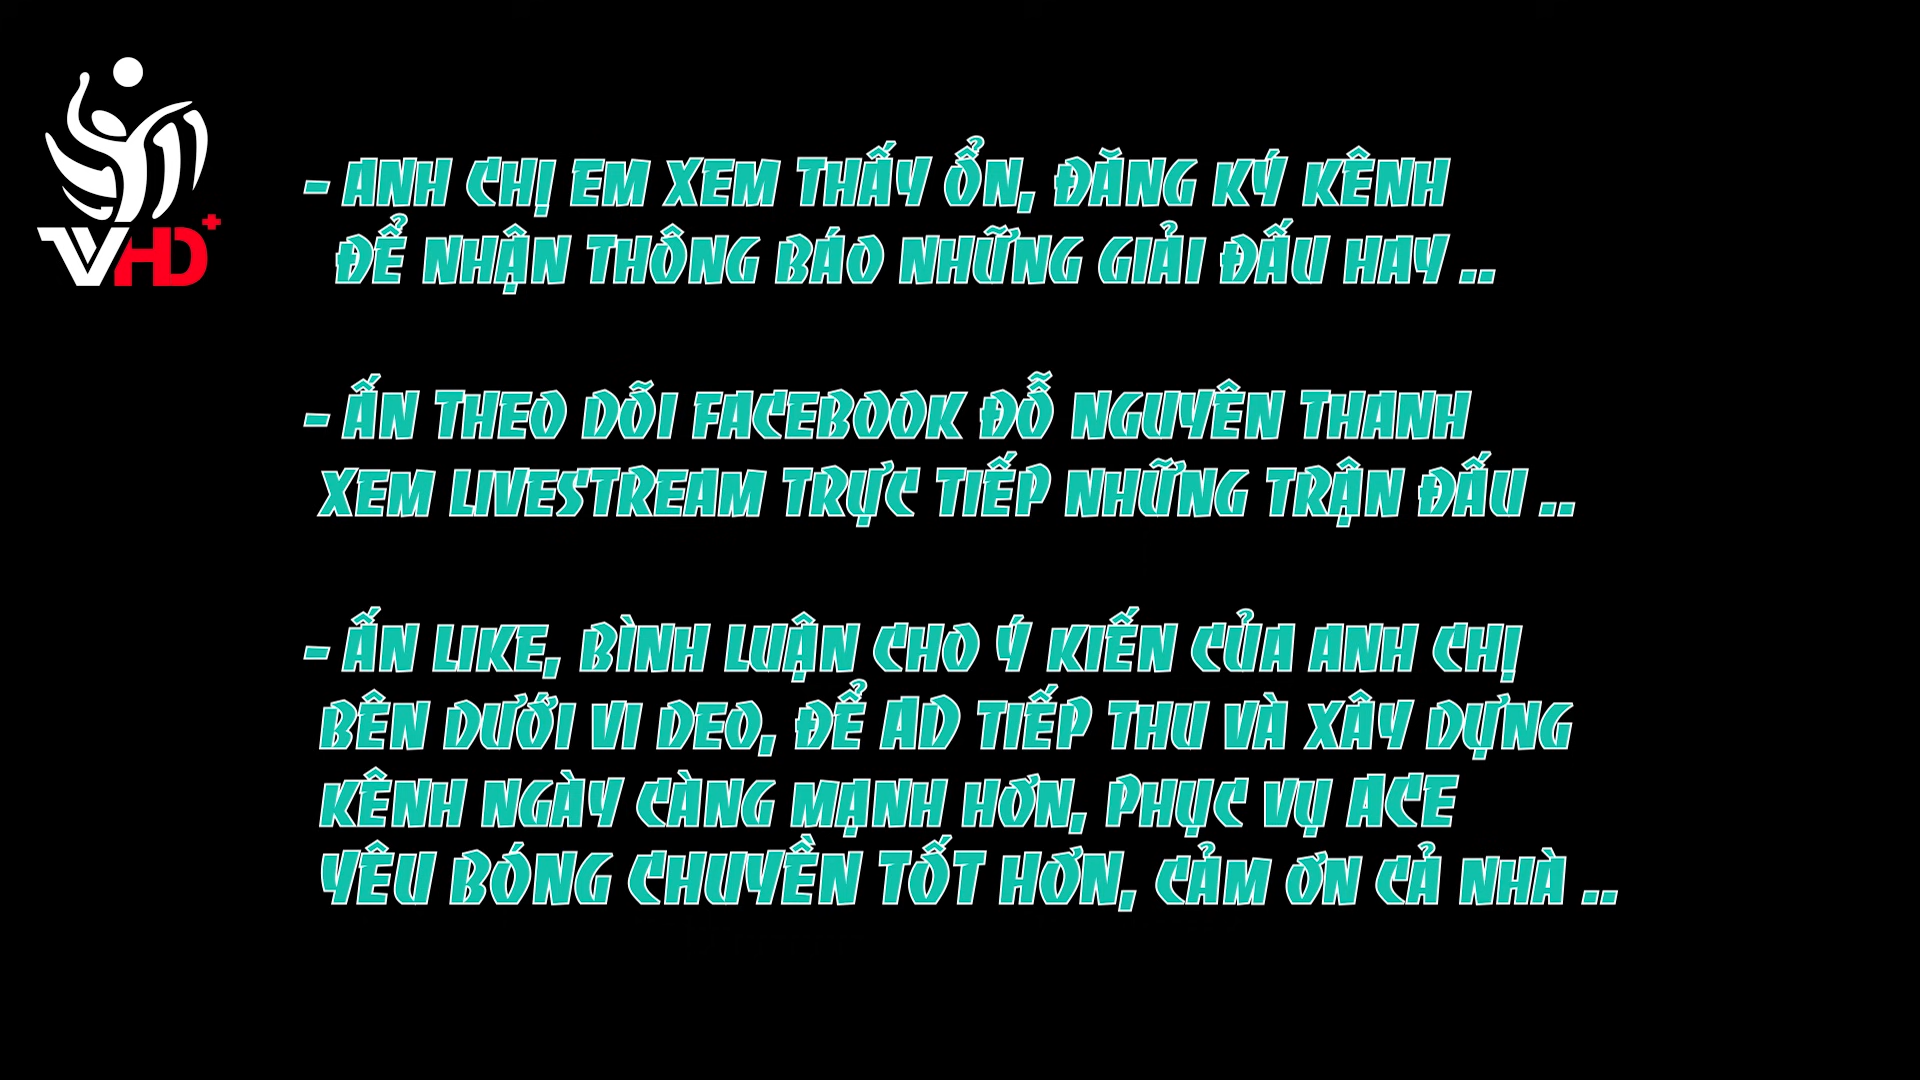 TVVHD+
- ANH CHỊ EM XEM THẤY ỔN, ĐĂNG KÝ KÊNH
ĐỂ NHẬN THÔNG BÁO NHỮNG GIẢI ĐẤU HAY ..
- ẤN THEO DÕI FACEBOOK ĐỖ NGUYÊN THANH
XEM LIVESTREAM TRỰC TIẾP NHỮNG TRẬN ĐẤU ..
- ẤN LIKE, BÌNH LUẬN CHO Ý KIẾN CỦA ANH CHỊ
BÊN DƯỚI VI DEO, ĐỂ AD TIẾP THU VÀ XÂY DỰNG
KÊNH NGÀY CÀNG MẠNH HƠN, PHỤC VỤ ACE
YÊU BÓNG CHUYỀN TỐT HƠN, CẢM ƠN CẢ NHÀ ..